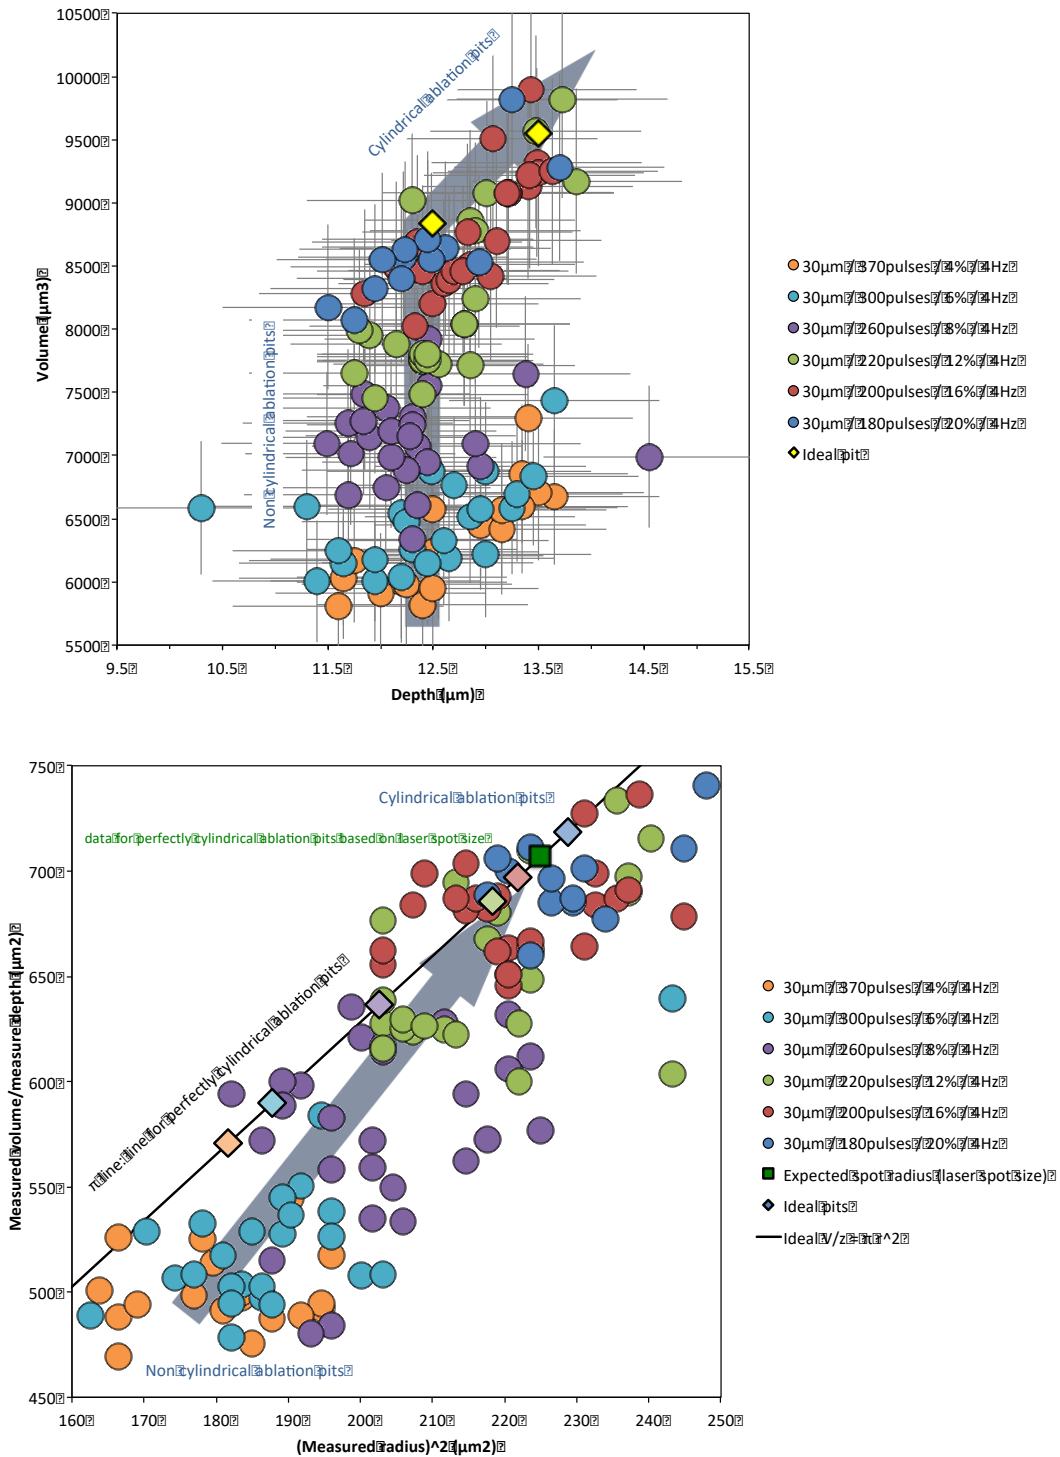 10500
10000
9500
9000
8500
8000
7500
7000
6500
6000
5500
Volume (μm3)
9.5 10.5 11.5 12.5 13.5 14.5 15.5
Depth (μm)
Cylindrical ablation pits
Non cylindrical ablation pits
30μm / 370pulses / 4% / 4Hz
30μm / 300pulses / 6% / 4Hz
30μm / 260pulses / 8% / 4Hz
30μm / 220pulses / 12% / 4Hz
30μm / 200pulses / 16% / 4Hz
30μm / 180pulses / 20% / 4Hz
Ideal pit
750
700
650
600
550
500
450
Measured volume/measure depth (μm2)
160 170 180 190 200 210 220 230 240 250
(Measured radius)^2 (μm2)
Cylindrical ablation pits
data for perfectly cylindrical ablation pits based on laser spot size
π line: line for perfectly cylindrical ablation pits
Non cylindrical ablation pits
30μm / 370pulses / 4% / 4Hz
30μm / 300pulses / 6% / 4Hz
30μm / 260pulses / 8% / 4Hz
30μm / 220pulses / 12% / 4Hz
30μm / 200pulses / 16% / 4Hz
30μm / 180pulses / 20% / 4Hz
Expected spot radius (laser spot size)
Ideal pits
Ideal V/z = π r^2